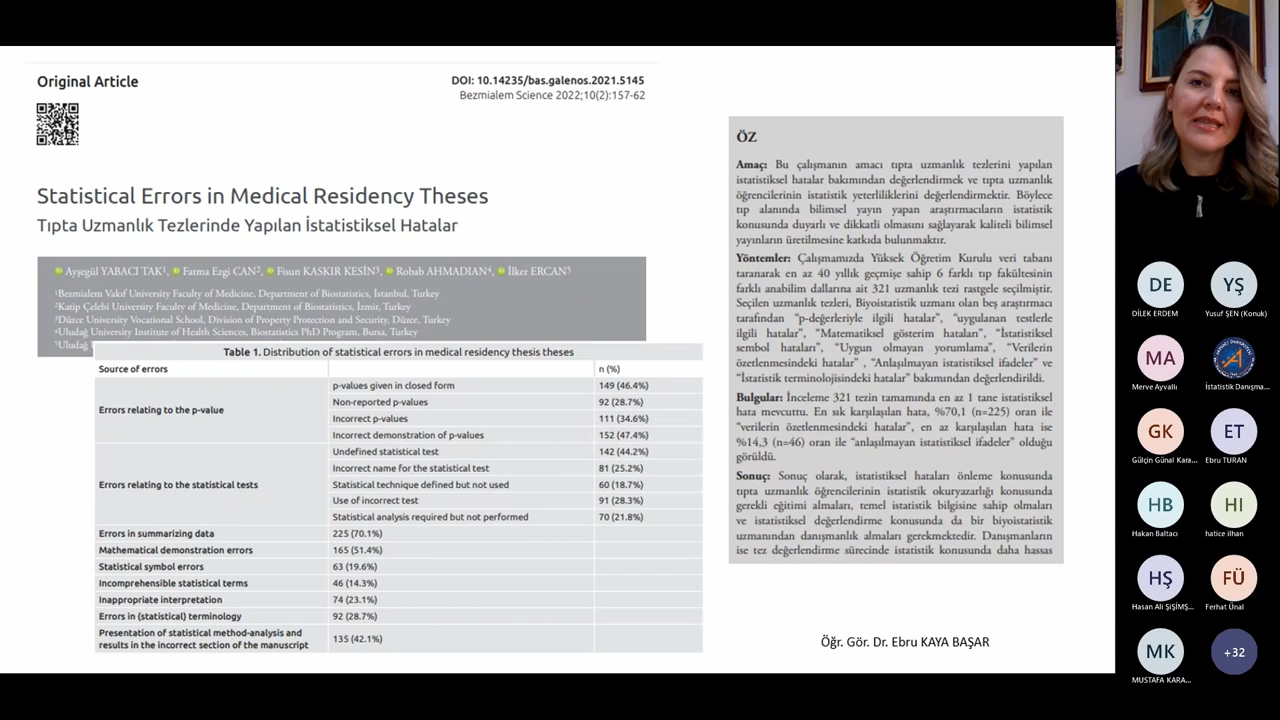 Original Article
DOI: 10.14235/bas.galenos.2021.5145
Bezmialem Science 2022;10(2):157-62
Statistical Errors in Medical Residency Theses
Tıpta Uzmanlık Tezlerinde Yapılan İstatistiksel Hatalar
Ayşegül YABACI TAK¹, Fatma Ezgi CAN², Fisun KASKIR KESİN³, Robab AHMADIAN⁴, İlker ERCAN⁵
¹Bezmialem Vakıf University Faculty of Medicine, Department of Biostatistics, İstanbul, Turkey
²Katip Çelebi University Faculty of Medicine, Department of Biostatistics, İzmir, Turkey
³Düzce University Vocational School, Division of Property Protection and Security, Düzce, Turkey
⁴Uludağ University Institute of Health Sciences, Biostatistics PhD Program, Bursa, Turkey
⁵Uludağ
Table 1. Distribution of statistical errors in medical residency thesis theses
Source of errors n (%)
Errors relating to the p-value
p-values given in closed form 149 (46.4%)
Non-reported p-values 92 (28.7%)
Incorrect p-values 111 (34.6%)
Incorrect demonstration of p-values 152 (47.4%)
Errors relating to the statistical tests
Undefined statistical test 142 (44.2%)
Incorrect name for the statistical test 81 (25.2%)
Statistical technique defined but not used 60 (18.7%)
Use of incorrect test 91 (28.3%)
Statistical analysis required but not performed 70 (21.8%)
Errors in summarizing data 225 (70.1%)
Mathematical demonstration errors 165 (51.4%)
Statistical symbol errors 63 (19.6%)
Incomprehensible statistical terms 46 (14.3%)
Inappropriate interpretation 74 (23.1%)
Errors in (statistical) terminology 92 (28.7%)
Presentation of statistical method-analysis and
results in the incorrect section of the manuscript 135 (42.1%)
ÖZ
Amaç: Bu çalışmanın amacı tıpta uzmanlık tezlerini yapılan
istatistiksel hatalar bakımından değerlendirmek ve tıpta uzmanlık
öğrencilerinin istatistik yeterliliklerini değerlendirmektir. Böylece
tıp alanında bilimsel yayın yapan araştırmacıların istatistik
konusunda duyarlı ve dikkatli olmasını sağlayarak kaliteli bilimsel
yayınların üretilmesine katkıda bulunmaktır.
Yöntemler: Çalışmamızda Yüksek Öğretim Kurulu veri tabanı
taranarak en az 40 yıllık geçmişe sahip 6 farklı tıp fakültesinin
farklı anabilim dallarına ait 321 uzmanlık tezi rastgele seçilmiştir.
Seçilen uzmanlık tezleri, Biyoistatistik uzmanı olan beş araştırmacı
tarafından “p-değerleriyle ilgili hatalar”, “uygulanan testlerle
ilgili hatalar”, “Matematiksel gösterim hataları”, “İstatistiksel
sembol hataları”, “Uygun olmayan yorumlama”, “Verilerin
özetlenmesindeki hatalar” , “Anlaşılmayan istatistiksel ifadeler” ve
“İstatistik terminolojisindeki hatalar” bakımından değerlendirildi.
Bulgular: İnceleme 321 tezin tamamında en az 1 tane istatistiksel
hata mevcuttu. En sık karşılaşılan hata, %70,1 (n=225) oran ile
“verilerin özetlenmesindeki hatalar”, en az karşılaşılan hata ise
%14,3 (n=46) oran ile “anlaşılmayan istatistiksel ifadeler” olduğu
görüldü.
Sonuç: Sonuç olarak, istatistiksel hataları önleme konusunda
tıpta uzmanlık öğrencilerinin istatistik okuryazarlığı konusunda
gerekli eğitimi almaları, temel istatistik bilgisine sahip olmaları
ve istatistiksel değerlendirme konusunda da bir biyoistatistik
uzmanından danışmanlık almaları gerekmektedir. Danışmanların
ise tez değerlendirme sürecinde istatistik konusunda daha hassas
Öğr. Gör. Dr. Ebru KAYA BAŞAR
DE
DİLEK ERDEM
YŞ
Yusuf ŞEN (Konuk)
MA
Merve Ayvallı
İstatistik Danışma...
GK
Gülçin Günal Kara...
ET
Ebru TURAN
HB
Hakan Baltacı
HI
hatice ilhan
HŞ
Hasan Ali ŞİŞİMŞ...
FÜ
Ferhat Ünal
MK
MUSTAFA KARA...
+32